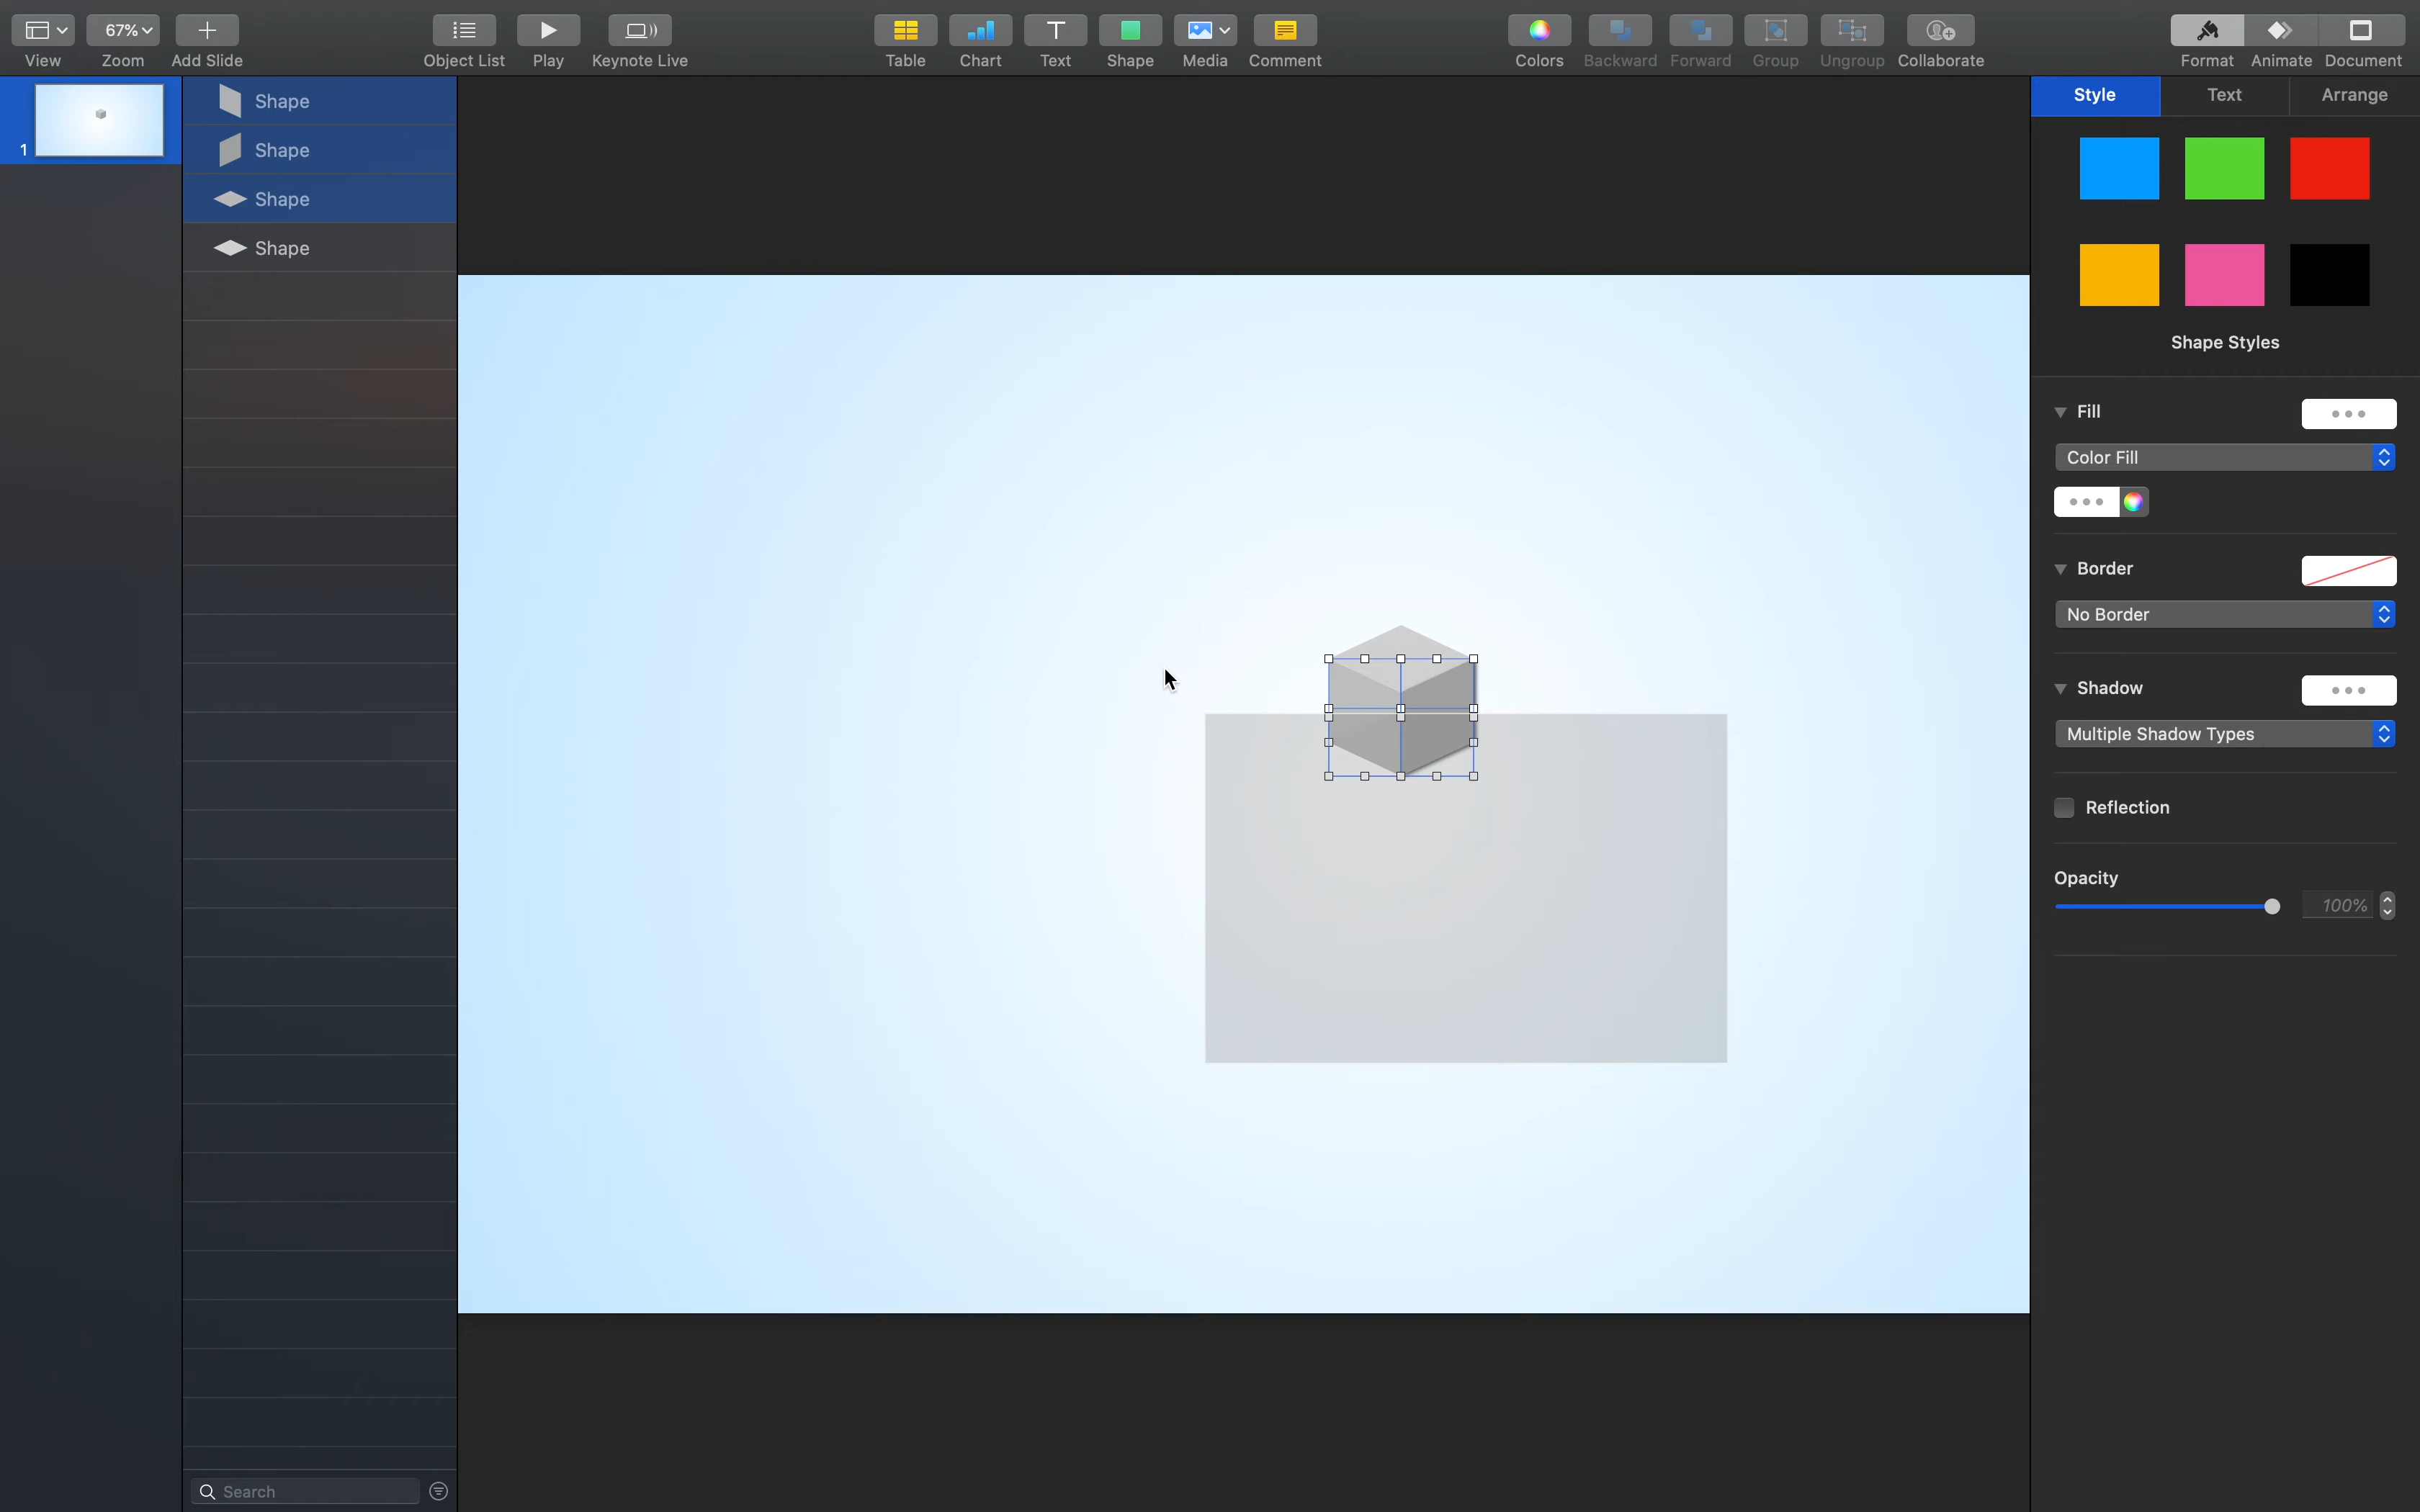 67%
View Zoom Add Slide Object List Play Keynote Live Table Chart Text Shape Media Comment Colors Backward Forward Group Ungroup Collaborate Format Animate Document
1
Shape
Shape
Shape
Shape
Search
Style Text Arrange
Shape Styles
Fill
Color Fill
Border
No Border
Shadow
Multiple Shadow Types
Reflection
Opacity
100%